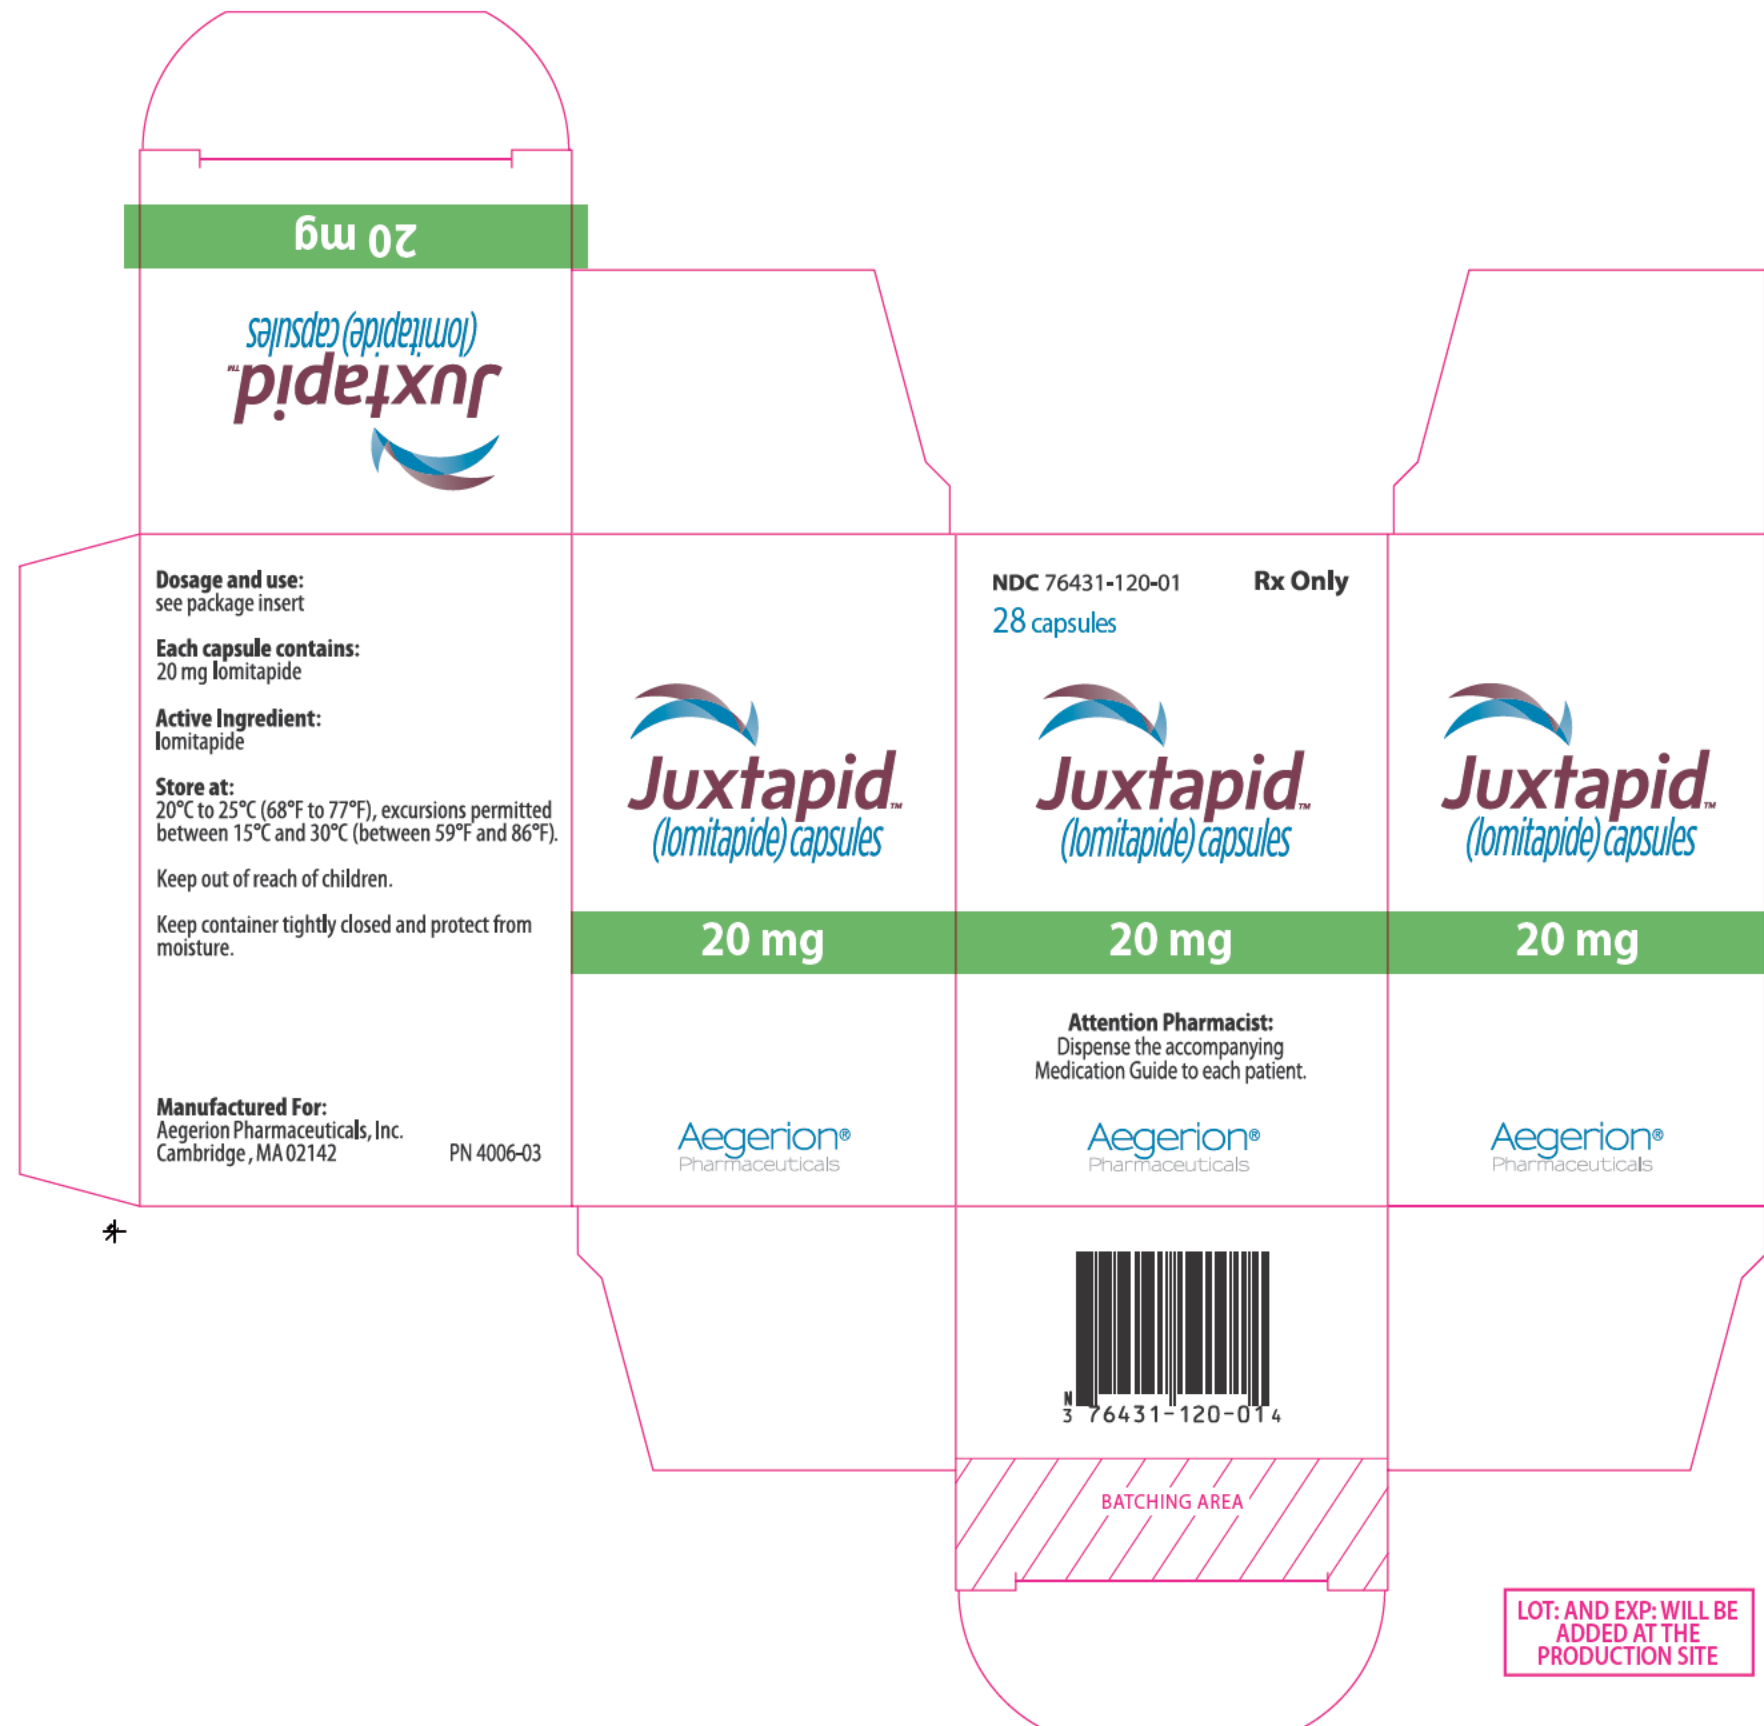 20 mg
(lomitapide) capsules
Juxtapid™
Dosage and use:
see package insert
Each capsule contains:
20 mg lomitapide
Active Ingredient:
lomitapide
Store at:
20°C to 25°C (68°F to 77°F), excursions permitted
between 15°C and 30°C (between 59°F and 86°F).
Keep out of reach of children.
Keep container tightly closed and protect from
moisture.
Manufactured For:
Aegerion Pharmaceuticals, Inc.
Cambridge , MA 02142 PN 4006-03
Juxtapid™
(lomitapide) capsules
20 mg
Aegerion®
Pharmaceuticals
NDC 76431-120-01 Rx Only
28 capsules
Juxtapid™
(lomitapide) capsules
20 mg
Attention Pharmacist:
Dispense the accompanying
Medication Guide to each patient.
Aegerion®
Pharmaceuticals
N
3 76431-120-01 4
BATCHING AREA
Juxtapid™
(lomitapide) capsules
20 mg
Aegerion®
Pharmaceuticals
LOT: AND EXP: WILL BE
ADDED AT THE
PRODUCTION SITE